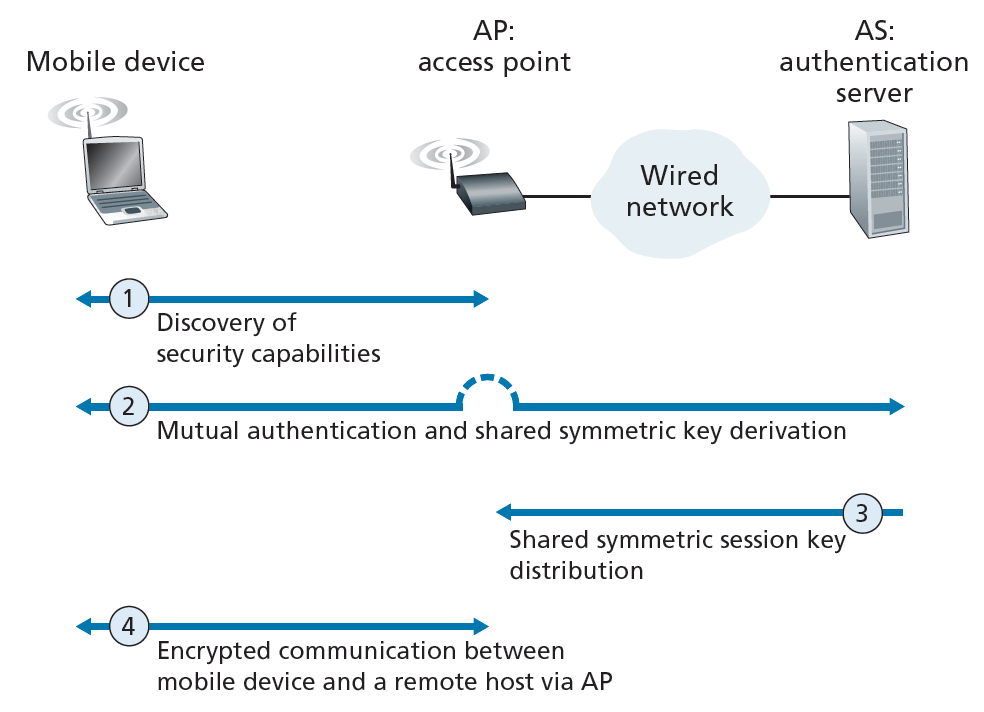 Mobile device
AP:
access point
AS:
authentication
server
Wired
network
1
Discovery of
security capabilities
2
Mutual authentication and shared symmetric key derivation
3
Shared symmetric session key
distribution
4
Encrypted communication between
mobile device and a remote host via AP